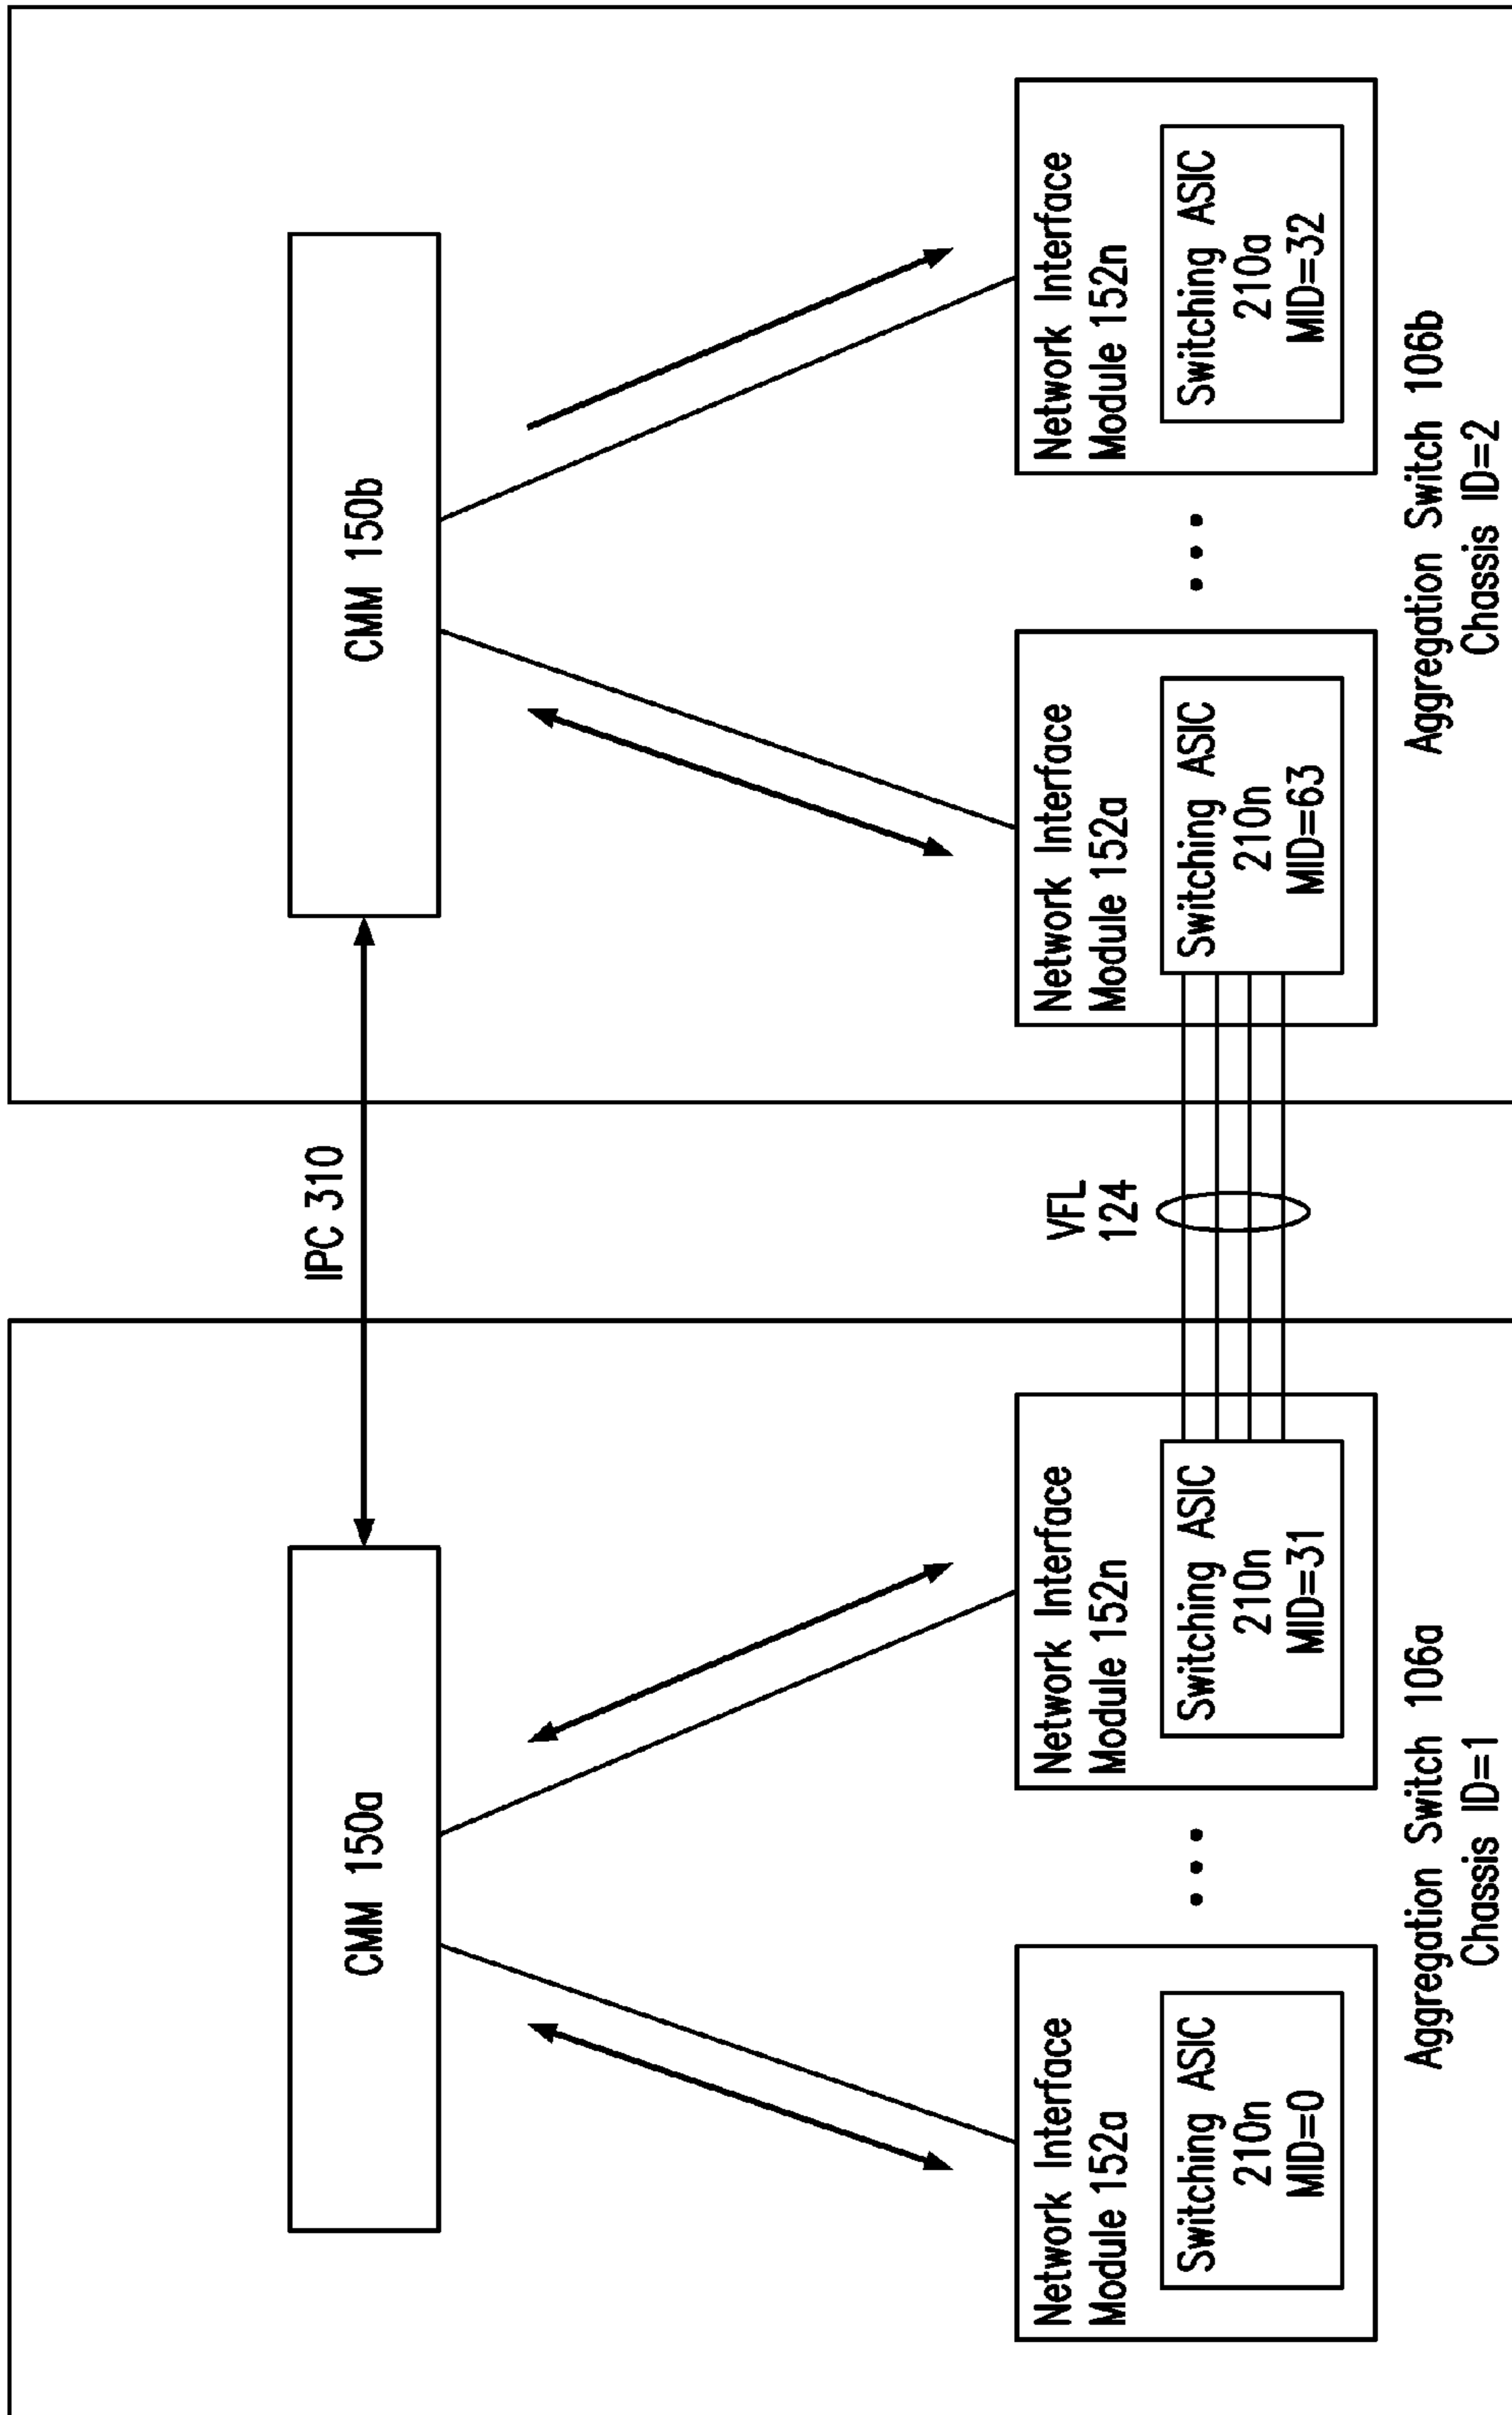 CMM 150a
IPC 310
CMM 150b
Network Interface
Module 152a
Switching ASIC
210n
MID=0
Network Interface
Module 152n
Switching ASIC
210n
MID=31
VFL
124
Network Interface
Module 152a
Switching ASIC
210n
MID=63
Network Interface
Module 152n
Switching ASIC
210a
MID=32
Aggregation Switch 106a
Chassis ID=1
Aggregation Switch 106b
Chassis ID=2